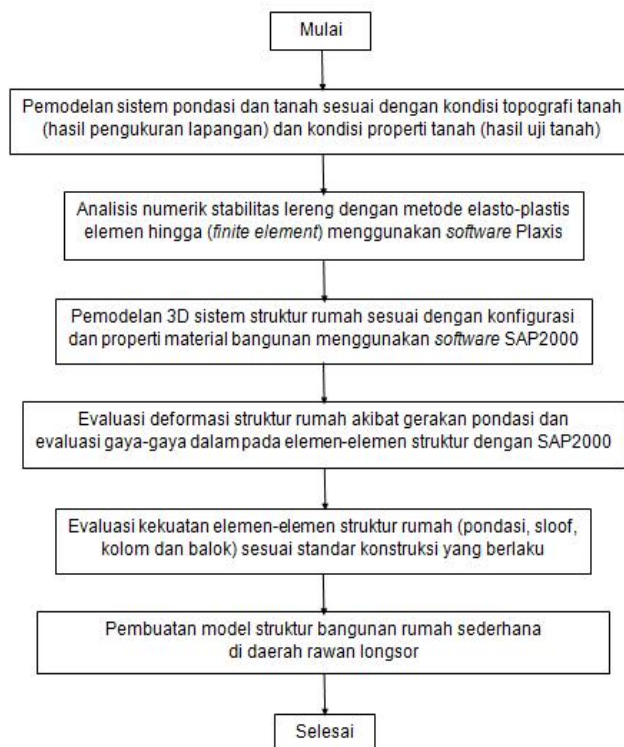 Mulai
Pemodelan sistem pondasi dan tanah sesuai dengan kondisi topografi tanah
(hasil pengukuran lapangan) dan kondisi properti tanah (hasil uji tanah)
Analisis numerik stabilitas lereng dengan metode elasto-plastis
elemen hingga (finite element) menggunakan software Plaxis
Pemodelan 3D sistem struktur rumah sesuai dengan konfigurasi
dan properti material bangunan menggunakan software SAP2000
Evaluasi deformasi struktur rumah akibat gerakan pondasi dan
evaluasi gaya-gaya dalam pada elemen-elemen struktur dengan SAP2000
Evaluasi kekuatan elemen-elemen struktur rumah (pondasi, sloof,
kolom dan balok) sesuai standar konstruksi yang berlaku
Pembuatan model struktur bangunan rumah sederhana
di daerah rawan longsor
Selesai